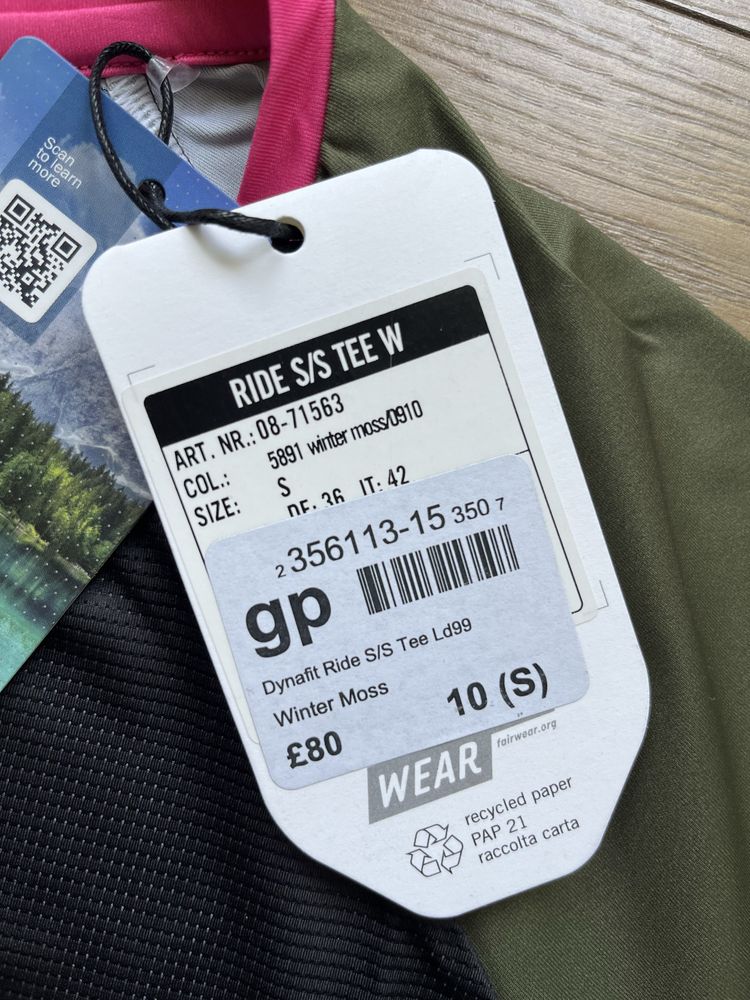 Scan
to learn
more
RIDE S/S TEE W
ART. NR.: 08-71563
COL.: 5891 winter moss/0910
SIZE: S
DE: 36 IT: 42
2 356113-15 350 7
gp
Dynafit Ride S/S Tee Ld99
Winter Moss
10 (S)
£80
WEAR
fairwear.org
recycled paper
PAP 21
raccolta carta